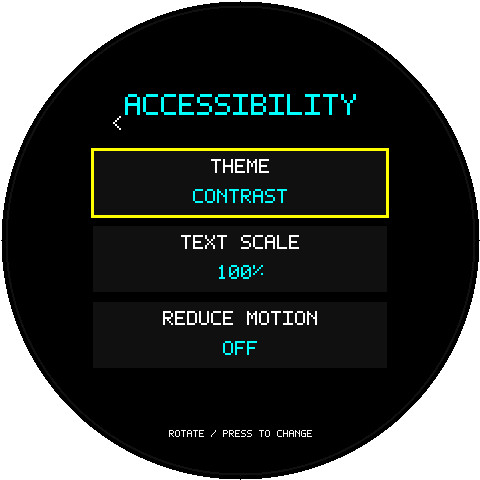 ACCESSIBILITY
<
THEME
CONTRAST
TEXT SCALE
100%
REDUCE MOTION
OFF
ROTATE / PRESS TO CHANGE